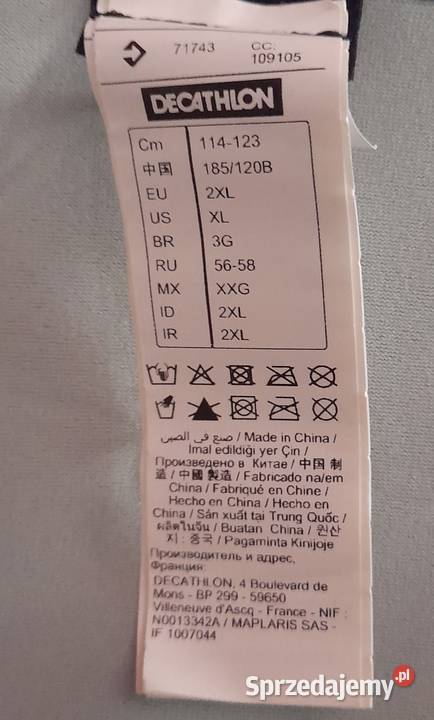 71743 CC:
109105
DECATHLON
Cm 114-123
中国 185/120B
EU 2XL
US XL
BR 3G
RU 56-58
MX XXG
ID 2XL
IR 2XL
صنع في الصين / Made in China /
Imal edildiği yer Çin /
Произведено в Китае / 中国 制
造 / 中國 製造 / Fabricado na/em
China / Fabriqué en Chine /
Hecho en China / Hecho en
China / Sản xuất tại Trung Quốc /
ผลิตในจีน / Buatan China / 원산
지 : 중국 / Pagaminta Kinijoje
Производитель и адрес,
Франция:
DECATHLON, 4 Boulevard de
Mons - BP 299 - 59650
Villeneuve d'Ascq - France - NIF :
N0013342A / MAPLARIS SAS -
IF 1007044
Sprzedajemy.pl